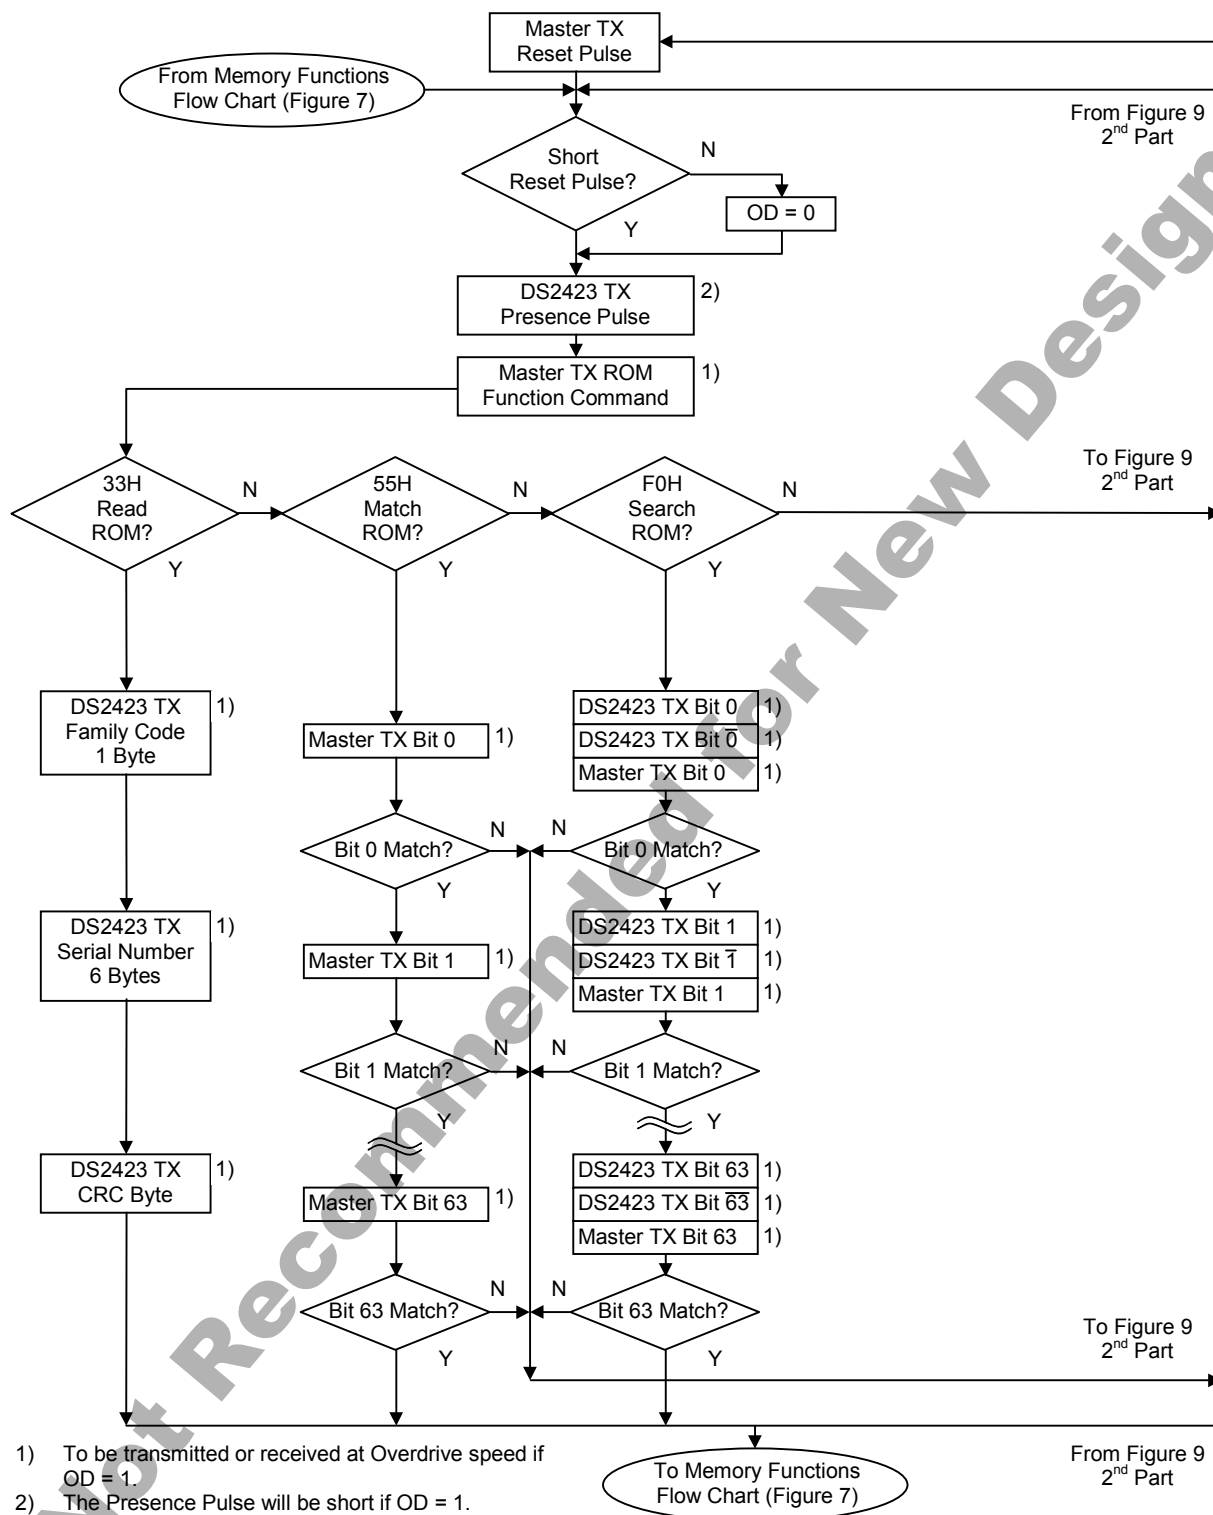 Master TX
Reset Pulse
From Memory Functions
Flow Chart (Figure 7)
From Figure 9
2nd Part
Short
Reset Pulse?
N
OD = 0
Y
DS2423 TX
Presence Pulse
2)
Master TX ROM
Function Command
1)
To Figure 9
2nd Part
33H
Read
ROM?
N
Y
55H
Match
ROM?
N
Y
F0H
Search
ROM?
N
Y
DS2423 TX
Family Code
1 Byte
1)
Master TX Bit 0
1)
DS2423 TX Bit 0
1)
DS2423 TX Bit 0̅
1)
Master TX Bit 0
1)
Bit 0 Match?
N
Y
N
Bit 0 Match?
Y
DS2423 TX
Serial Number
6 Bytes
1)
Master TX Bit 1
1)
DS2423 TX Bit 1
1)
DS2423 TX Bit 1̅
1)
Master TX Bit 1
1)
Bit 1 Match?
N
Y
N
Bit 1 Match?
Y
DS2423 TX
CRC Byte
1)
Master TX Bit 63
1)
DS2423 TX Bit 63
1)
DS2423 TX Bit 6̅3̅
1)
Master TX Bit 63
1)
Bit 63 Match?
N
Y
N
Bit 63 Match?
Y
To Figure 9
2nd Part
1) To be transmitted or received at Overdrive speed if
OD = 1.
2) The Presence Pulse will be short if OD = 1.
To Memory Functions
Flow Chart (Figure 7)
From Figure 9
2nd Part
Not Recommended for New Design